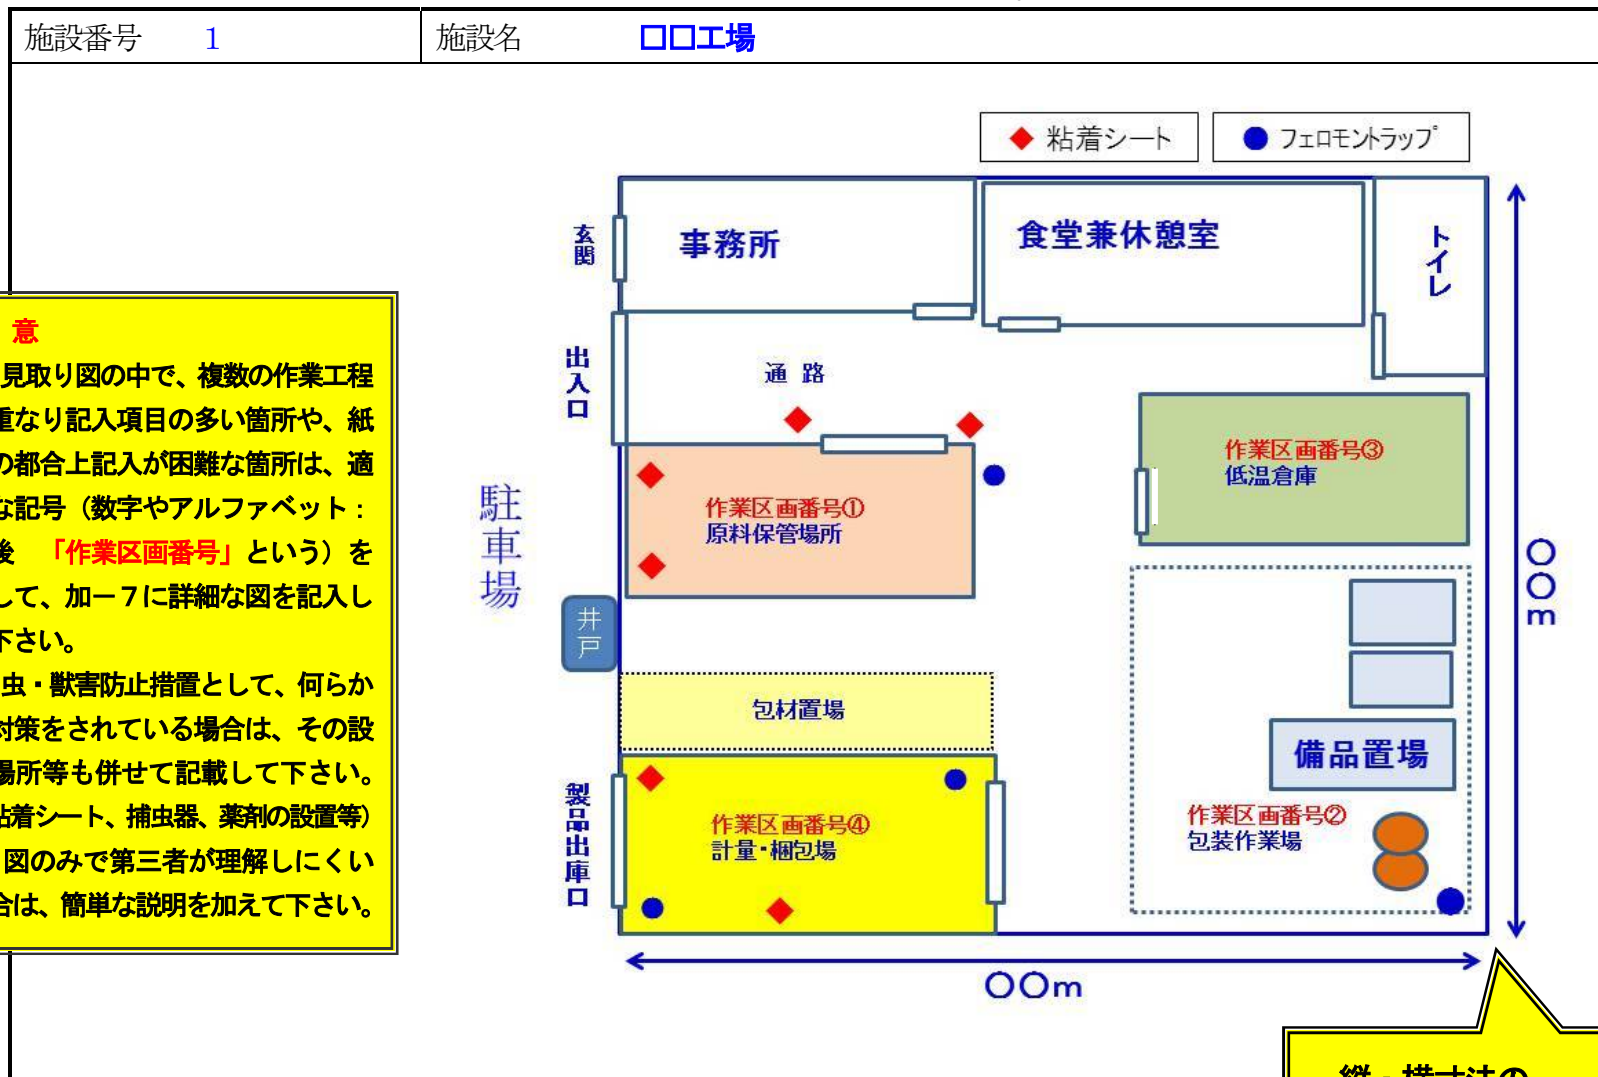 施設番号 1 施設名 □□工場
◆ 粘着シート ● フェロモントラップ
事務所
食堂兼休憩室
トイレ
玄関
出入口
通路
駐車場
井戸
作業区画番号①
原料保管場所
作業区画番号③
低温倉庫
包材置場
備品置場
作業区画番号②
包装作業場
製品出庫口
作業区画番号④
計量・梱包場
〇〇m
〇〇m
意
見取り図の中で、複数の作業工程
重なり記入項目の多い箇所や、紙
の都合上記入が困難な箇所は、適
な記号（数字やアルファベット：
後 「作業区画番号」という）を
して、加－７に詳細な図を記入し
下さい。
虫・獣害防止措置として、何らか
対策をされている場合は、その設
場所等も併せて記載して下さい。
粘着シート、捕虫器、薬剤の設置等）
図のみで第三者が理解しにくい
合は、簡単な説明を加えて下さい。
縦・横寸法の